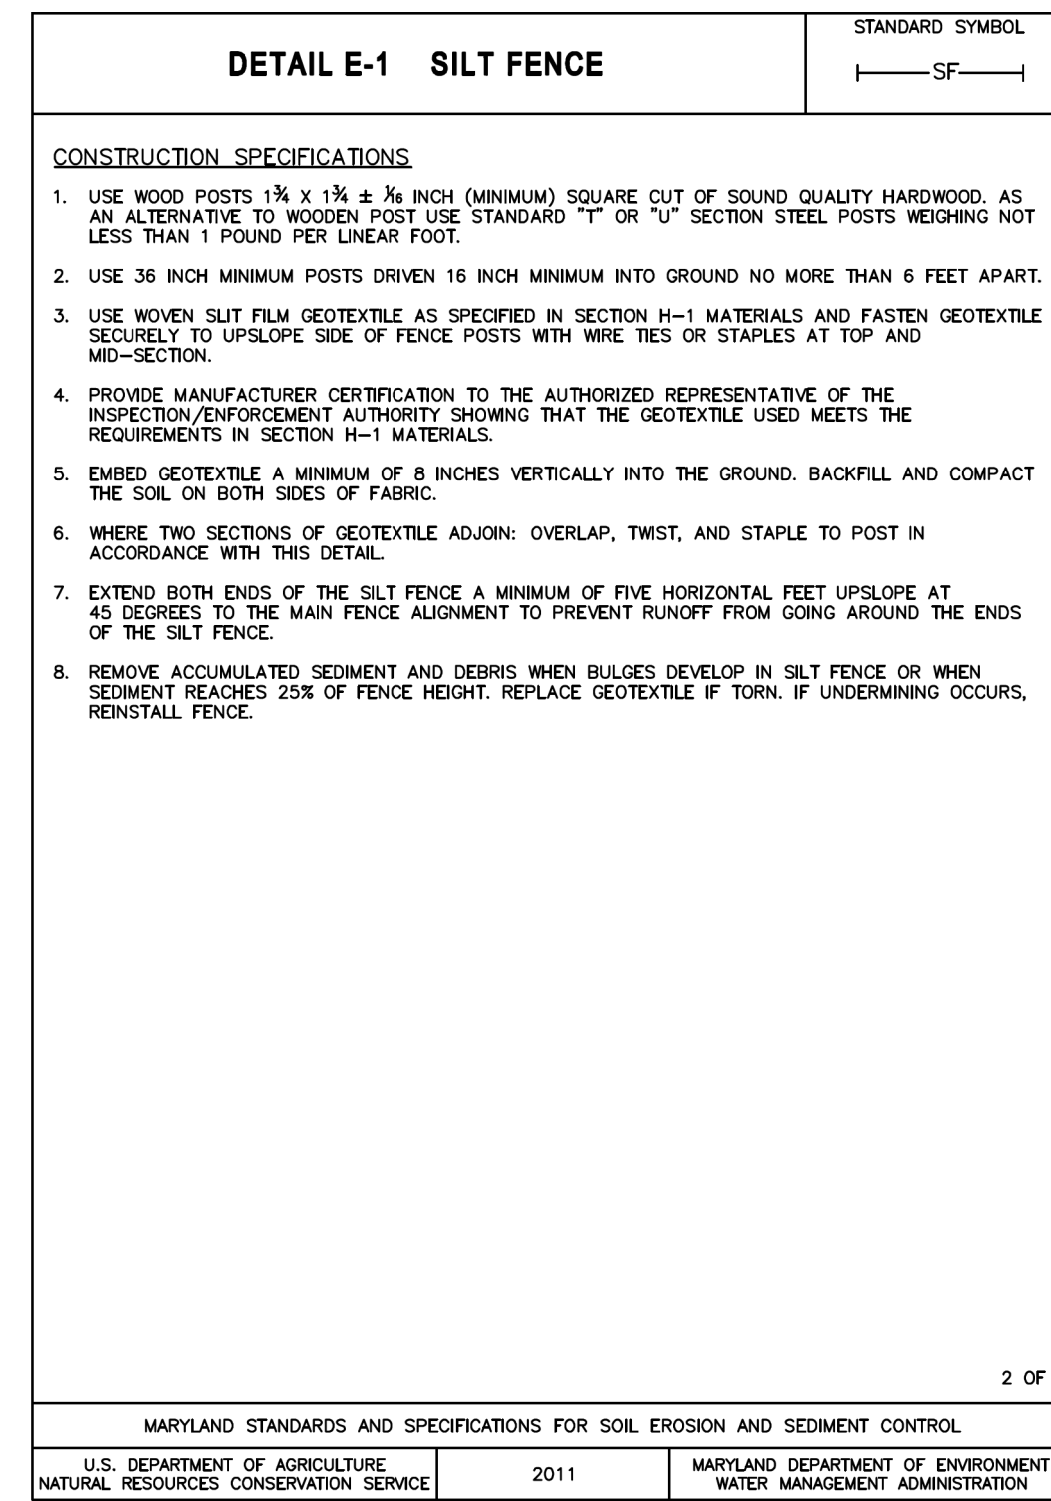 DETAIL E-1 SILT FENCE
STANDARD SYMBOL
SF
CONSTRUCTION SPECIFICATIONS
1. USE WOOD POSTS 1¾ X 1¾ ± 1/16 INCH (MINIMUM) SQUARE CUT OF SOUND QUALITY HARDWOOD. AS
AN ALTERNATIVE TO WOODEN POST USE STANDARD "T" OR "U" SECTION STEEL POSTS WEIGHING NOT
LESS THAN 1 POUND PER LINEAR FOOT.
2. USE 36 INCH MINIMUM POSTS DRIVEN 16 INCH MINIMUM INTO GROUND NO MORE THAN 6 FEET APART.
3. USE WOVEN SLIT FILM GEOTEXTILE AS SPECIFIED IN SECTION H-1 MATERIALS AND FASTEN GEOTEXTILE
SECURELY TO UPSLOPE SIDE OF FENCE POSTS WITH WIRE TIES OR STAPLES AT TOP AND
MID-SECTION.
4. PROVIDE MANUFACTURER CERTIFICATION TO THE AUTHORIZED REPRESENTATIVE OF THE
INSPECTION/ENFORCEMENT AUTHORITY SHOWING THAT THE GEOTEXTILE USED MEETS THE
REQUIREMENTS IN SECTION H-1 MATERIALS.
5. EMBED GEOTEXTILE A MINIMUM OF 8 INCHES VERTICALLY INTO THE GROUND. BACKFILL AND COMPACT
THE SOIL ON BOTH SIDES OF FABRIC.
6. WHERE TWO SECTIONS OF GEOTEXTILE ADJOIN: OVERLAP, TWIST, AND STAPLE TO POST IN
ACCORDANCE WITH THIS DETAIL.
7. EXTEND BOTH ENDS OF THE SILT FENCE A MINIMUM OF FIVE HORIZONTAL FEET UPSLOPE AT
45 DEGREES TO THE MAIN FENCE ALIGNMENT TO PREVENT RUNOFF FROM GOING AROUND THE ENDS
OF THE SILT FENCE.
8. REMOVE ACCUMULATED SEDIMENT AND DEBRIS WHEN BULGES DEVELOP IN SILT FENCE OR WHEN
SEDIMENT REACHES 25% OF FENCE HEIGHT. REPLACE GEOTEXTILE IF TORN. IF UNDERMINING OCCURS,
REINSTALL FENCE.
2 OF
MARYLAND STANDARDS AND SPECIFICATIONS FOR SOIL EROSION AND SEDIMENT CONTROL
U.S. DEPARTMENT OF AGRICULTURE
NATURAL RESOURCES CONSERVATION SERVICE
2011
MARYLAND DEPARTMENT OF ENVIRONMENT
WATER MANAGEMENT ADMINISTRATION